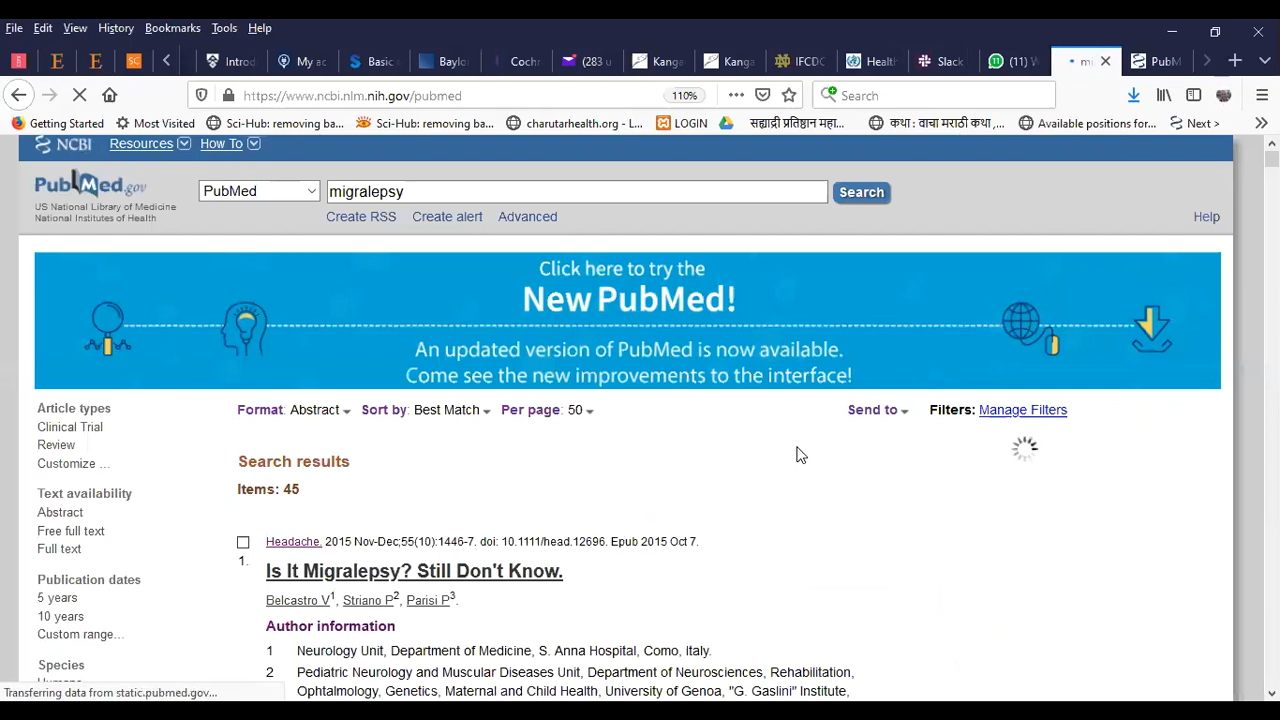 File Edit View History Bookmarks Tools Help
Introd My ac Basic Baylo Cochr (283 u Kanga Kanga IFCDC Health Slack (11) W mi PubM
https://www.ncbi.nlm.nih.gov/pubmed 110% Search
Getting Started Most Visited Sci-Hub: removing ba... Sci-Hub: removing ba... charutarhealth.org - L... LOGIN सह्याद्री प्रतिष्ठान महा... कथा : वाचा मराठी कथा,... Available positions for... Next >
NCBI Resources How To
PubMed.gov PubMed migralepsy Search
US National Library of Medicine
National Institutes of Health
Create RSS Create alert Advanced Help
Click here to try the
New PubMed!
An updated version of PubMed is now available.
Come see the new improvements to the interface!
Article types
Clinical Trial
Review
Customize ...
Text availability
Abstract
Free full text
Full text
Publication dates
5 years
10 years
Custom range...
Species
Format: Abstract Sort by: Best Match Per page: 50 Send to Filters: Manage Filters
Search results
Items: 45
Headache. 2015 Nov-Dec;55(10):1446-7. doi: 10.1111/head.12696. Epub 2015 Oct 7.
1. Is It Migralepsy? Still Don't Know.
Belcastro V1, Striano P2, Parisi P3.
Author information
1 Neurology Unit, Department of Medicine, S. Anna Hospital, Como, Italy.
2 Pediatric Neurology and Muscular Diseases Unit, Department of Neurosciences, Rehabilitation,
Ophtalmology, Genetics, Maternal and Child Health, University of Genoa, "G. Gaslini" Institute,
Transferring data from static.pubmed.gov...